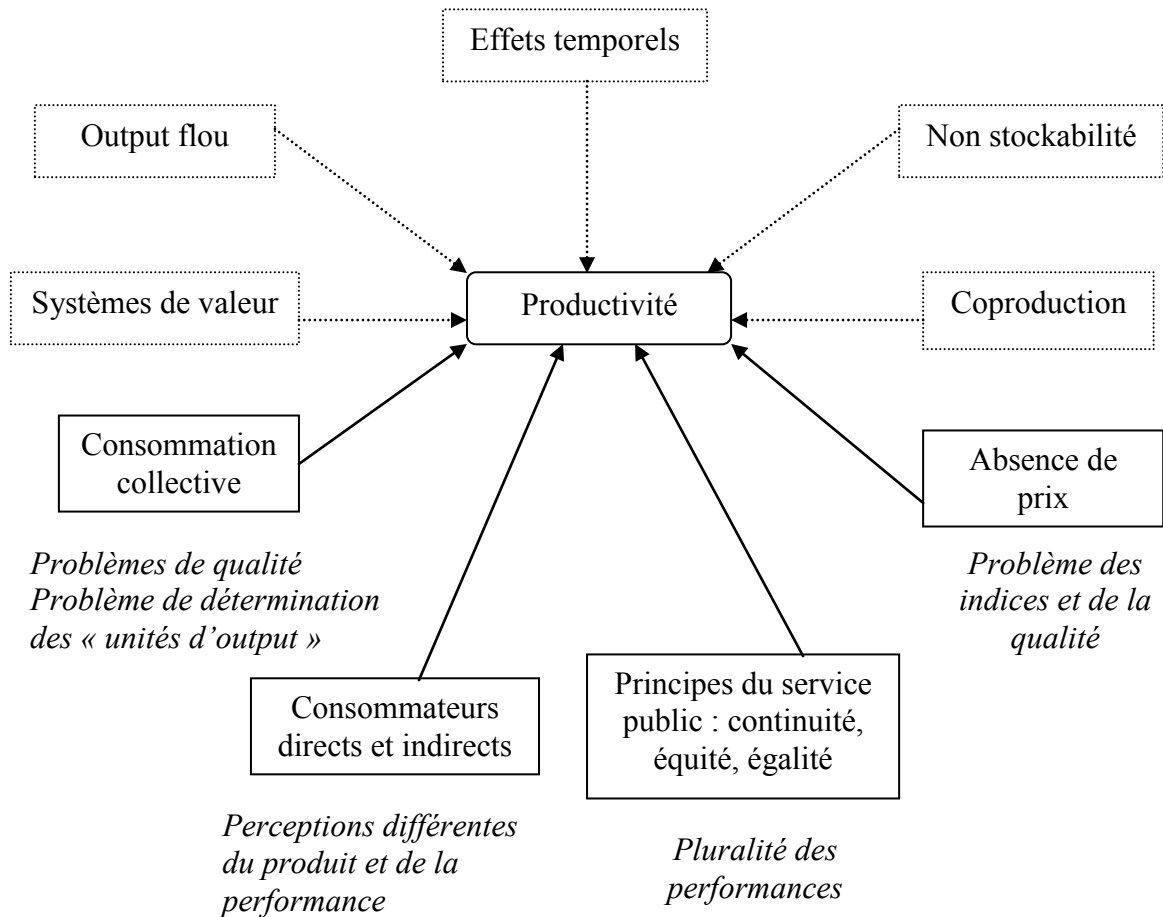 Effets temporels
Output flou
Non stockabilité
Systèmes de valeur
Productivité
Coproduction
Consommation
collective
Absence de
prix
Problèmes de qualité
Problème de détermination
des « unités d’output »
Problème des
indices et de la
qualité
Consommateurs
directs et indirects
Principes du service
public : continuité,
équité, égalité
Perceptions différentes
du produit et de la
performance
Pluralité des
performances